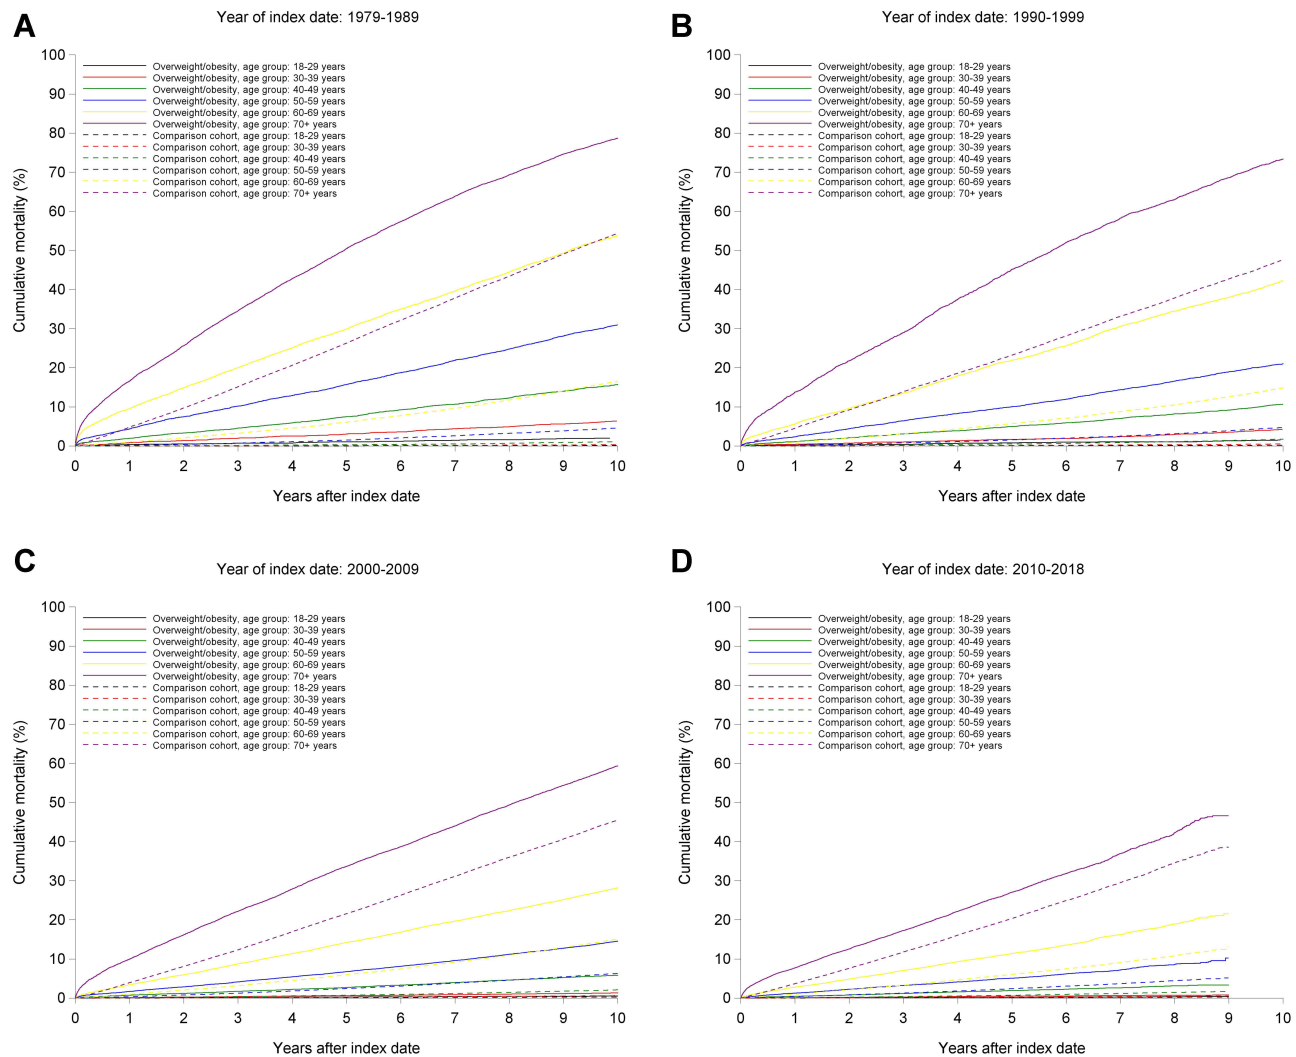 A
Year of index date: 1979-1989
100
90
80
70
60
50
40
30
20
10
0
Cumulative mortality (%)
Overweight/obesity, age group: 18-29 years
Overweight/obesity, age group: 30-39 years
Overweight/obesity, age group: 40-49 years
Overweight/obesity, age group: 50-59 years
Overweight/obesity, age group: 60-69 years
Overweight/obesity, age group: 70+ years
Comparison cohort, age group: 18-29 years
Comparison cohort, age group: 30-39 years
Comparison cohort, age group: 40-49 years
Comparison cohort, age group: 50-59 years
Comparison cohort, age group: 60-69 years
Comparison cohort, age group: 70+ years
0 1 2 3 4 5 6 7 8 9 10
Years after index date
B
Year of index date: 1990-1999
100
90
80
70
60
50
40
30
20
10
0
Cumulative mortality (%)
Overweight/obesity, age group: 18-29 years
Overweight/obesity, age group: 30-39 years
Overweight/obesity, age group: 40-49 years
Overweight/obesity, age group: 50-59 years
Overweight/obesity, age group: 60-69 years
Overweight/obesity, age group: 70+ years
Comparison cohort, age group: 18-29 years
Comparison cohort, age group: 30-39 years
Comparison cohort, age group: 40-49 years
Comparison cohort, age group: 50-59 years
Comparison cohort, age group: 60-69 years
Comparison cohort, age group: 70+ years
0 1 2 3 4 5 6 7 8 9 10
Years after index date
C
Year of index date: 2000-2009
100
90
80
70
60
50
40
30
20
10
0
Cumulative mortality (%)
Overweight/obesity, age group: 18-29 years
Overweight/obesity, age group: 30-39 years
Overweight/obesity, age group: 40-49 years
Overweight/obesity, age group: 50-59 years
Overweight/obesity, age group: 60-69 years
Overweight/obesity, age group: 70+ years
Comparison cohort, age group: 18-29 years
Comparison cohort, age group: 30-39 years
Comparison cohort, age group: 40-49 years
Comparison cohort, age group: 50-59 years
Comparison cohort, age group: 60-69 years
Comparison cohort, age group: 70+ years
0 1 2 3 4 5 6 7 8 9 10
Years after index date
D
Year of index date: 2010-2018
100
90
80
70
60
50
40
30
20
10
0
Cumulative mortality (%)
Overweight/obesity, age group: 18-29 years
Overweight/obesity, age group: 30-39 years
Overweight/obesity, age group: 40-49 years
Overweight/obesity, age group: 50-59 years
Overweight/obesity, age group: 60-69 years
Overweight/obesity, age group: 70+ years
Comparison cohort, age group: 18-29 years
Comparison cohort, age group: 30-39 years
Comparison cohort, age group: 40-49 years
Comparison cohort, age group: 50-59 years
Comparison cohort, age group: 60-69 years
Comparison cohort, age group: 70+ years
0 1 2 3 4 5 6 7 8 9 10
Years after index date